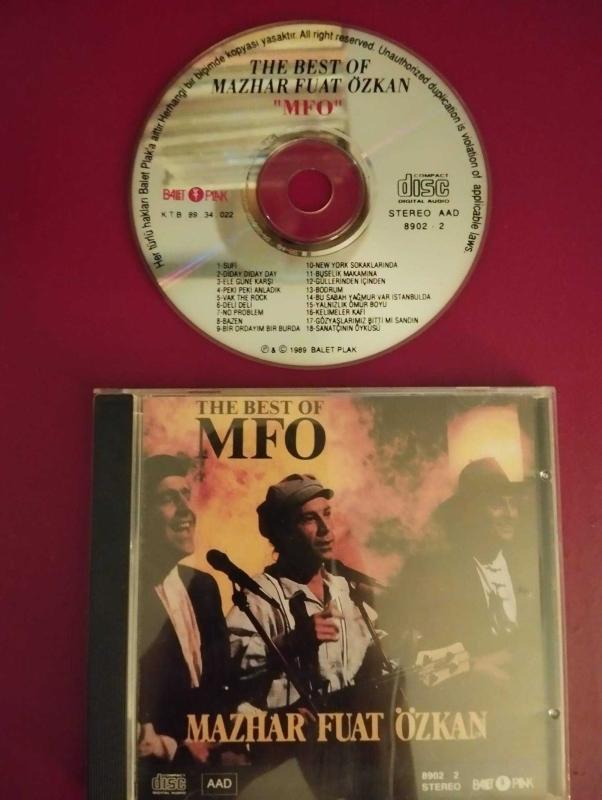 Her türlü hakları Balet Plak'a aittir. Herhangi bir biçimde kopyası yasaktır. All right reserved. Unauthorized duplication is violation of applicable laws.
THE BEST OF
MAZHAR FUAT ÖZKAN
"MFO"
BALET PLAK
K T B 89. 34. 022
COMPACT
disc
DIGITAL AUDIO
STEREO AAD
8902 - 2
1-SUFİ
2-DIDAY DIDAY DAY
3-ELE GÜNE KARŞI
4-PEKİ PEKİ ANLADIK
5-VAK THE ROCK
6-DELİ DELİ
7-NO PROBLEM
8-BAZEN
9-BİR ORDAYIM BİR BURDA
10-NEW YORK SOKAKLARINDA
11-BUSELİK MAKAMINA
12-GÜLLERİNDEN İÇİNDEN
13-BODRUM
14-BU SABAH YAĞMUR VAR İSTANBULDA
15-YALNIZLIK ÖMÜR BOYU
16-KELİMELER KAFİ
17-GÖZYAŞLARIMIZ BİTTİ Mİ SANDIN
18-SANATÇININ ÖYKÜSÜ
℗ & © 1989 BALET PLAK
THE BEST OF
MFO
MAZHAR FUAT ÖZKAN
COMPACT
disc
DIGITAL AUDIO
AAD
8902 2
STEREO
BALET PLAK